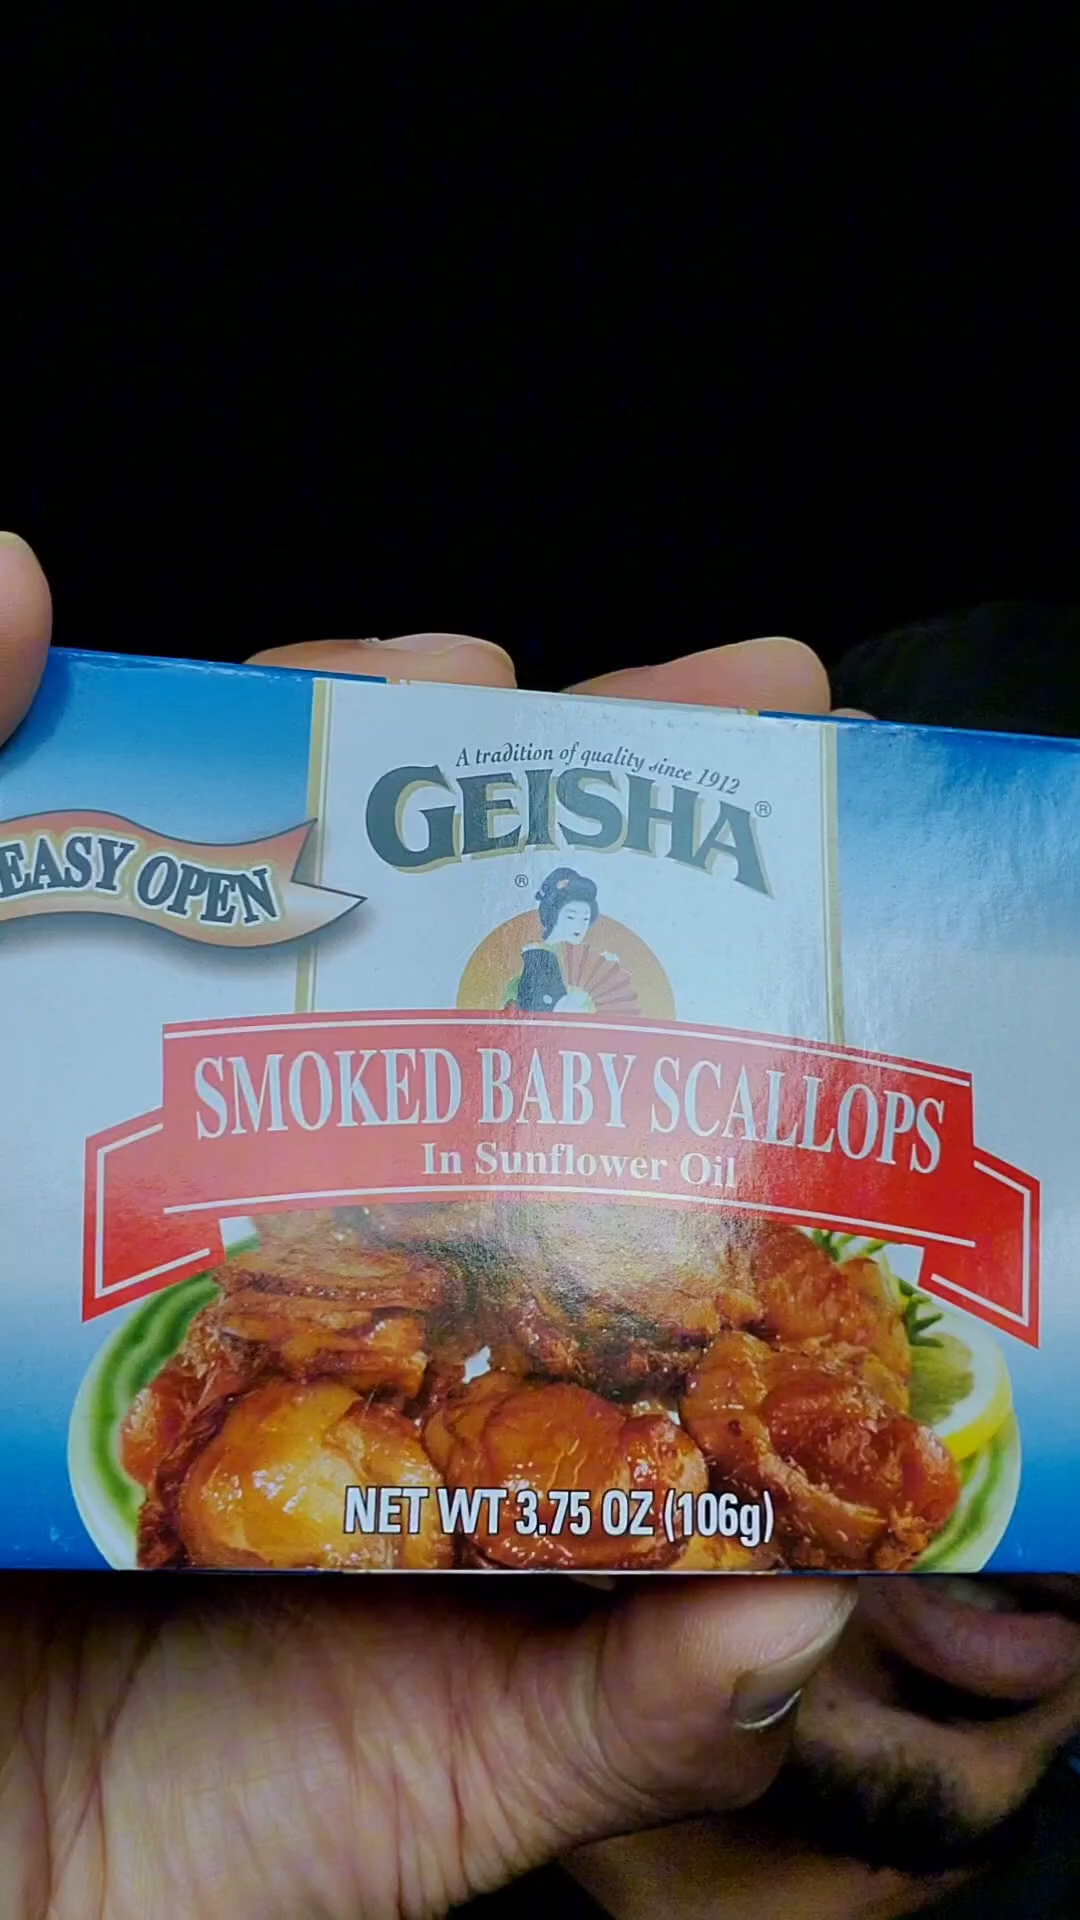 A tradition of quality since 1912
GEISHA®
®
EASY OPEN
SMOKED BABY SCALLOPS
In Sunflower Oil
NET WT 3.75 OZ (106g)